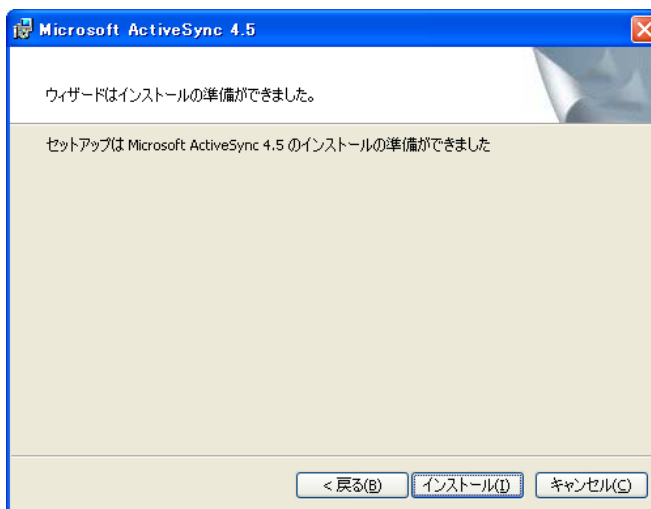 Microsoft ActiveSync 4.5
ウィザードはインストールの準備ができました。
セットアップは Microsoft ActiveSync 4.5 のインストールの準備ができました
< 戻る(B)　インストール(I)　キャンセル(C)